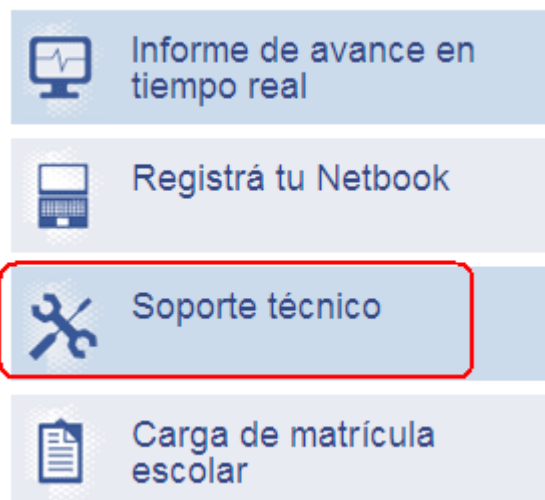 Informe de avance en
tiempo real
Registrá tu Netbook
Soporte técnico
Carga de matrícula
escolar